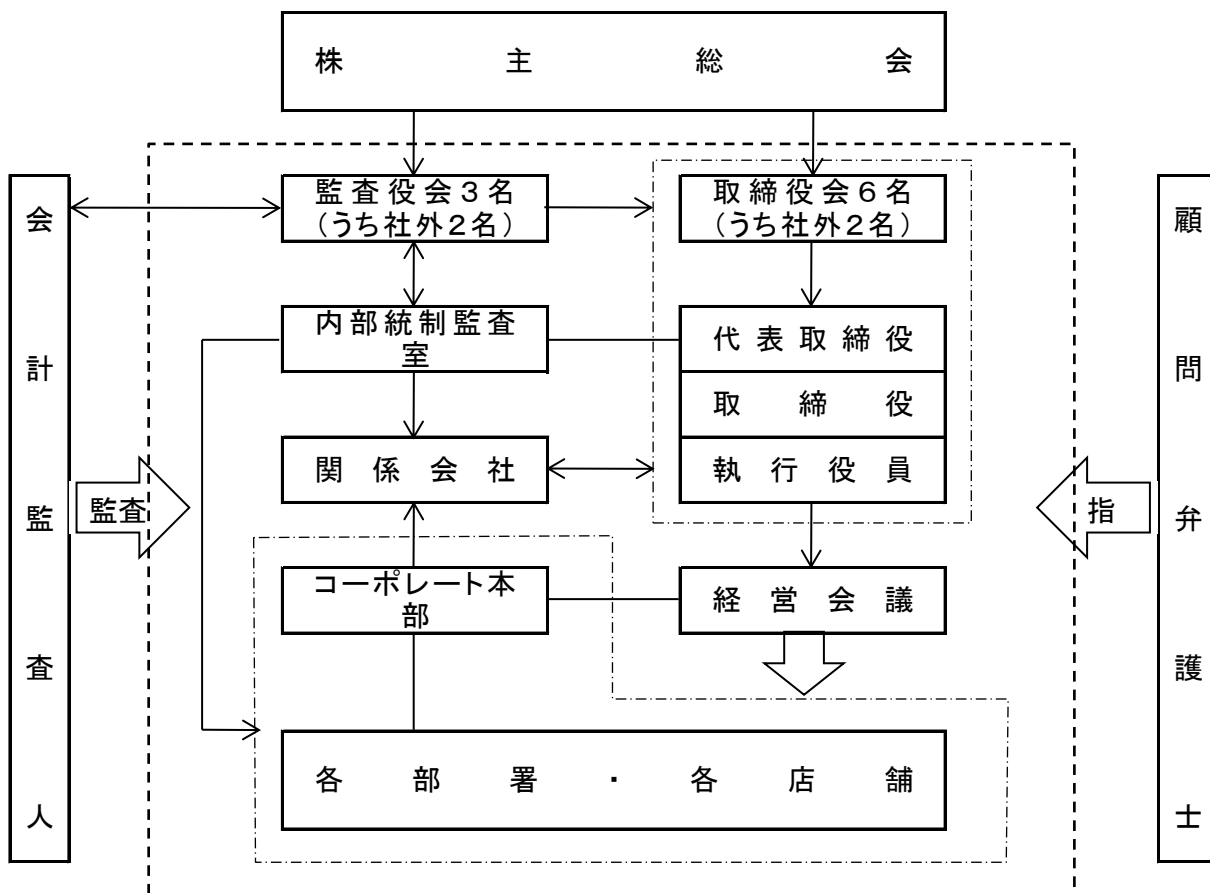 株主総会
監査役会3名
(うち社外2名)
取締役会6名
(うち社外2名)
会計監査人
顧問弁護士
内部統制監査
室
代表取締役
取締役
関係会社
執行役員
監査
指
コーポレート本
部
経営会議
各部署・各店舗